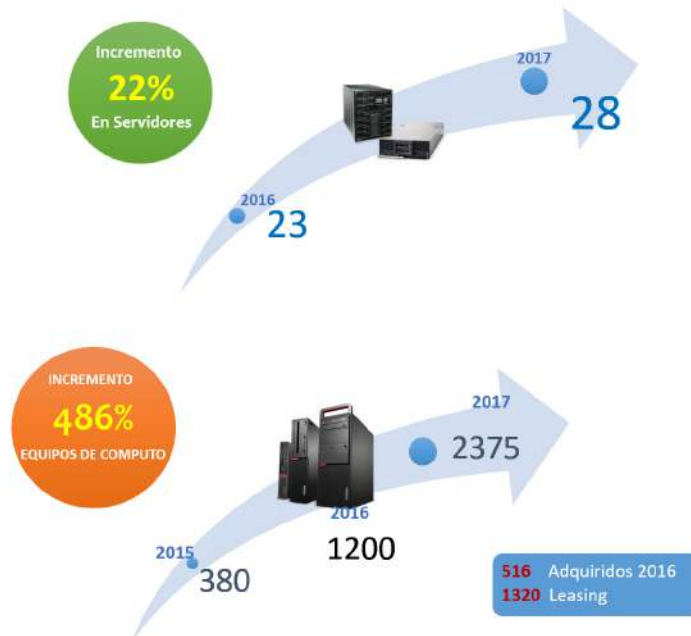 Incremento
22%
En Servidores
2017
28
2016
23
INCREMENTO
486%
EQUIPOS DE COMPUTO
2017
2375
2016
1200
2015
380
516 Adquiridos 2016
1320 Leasing